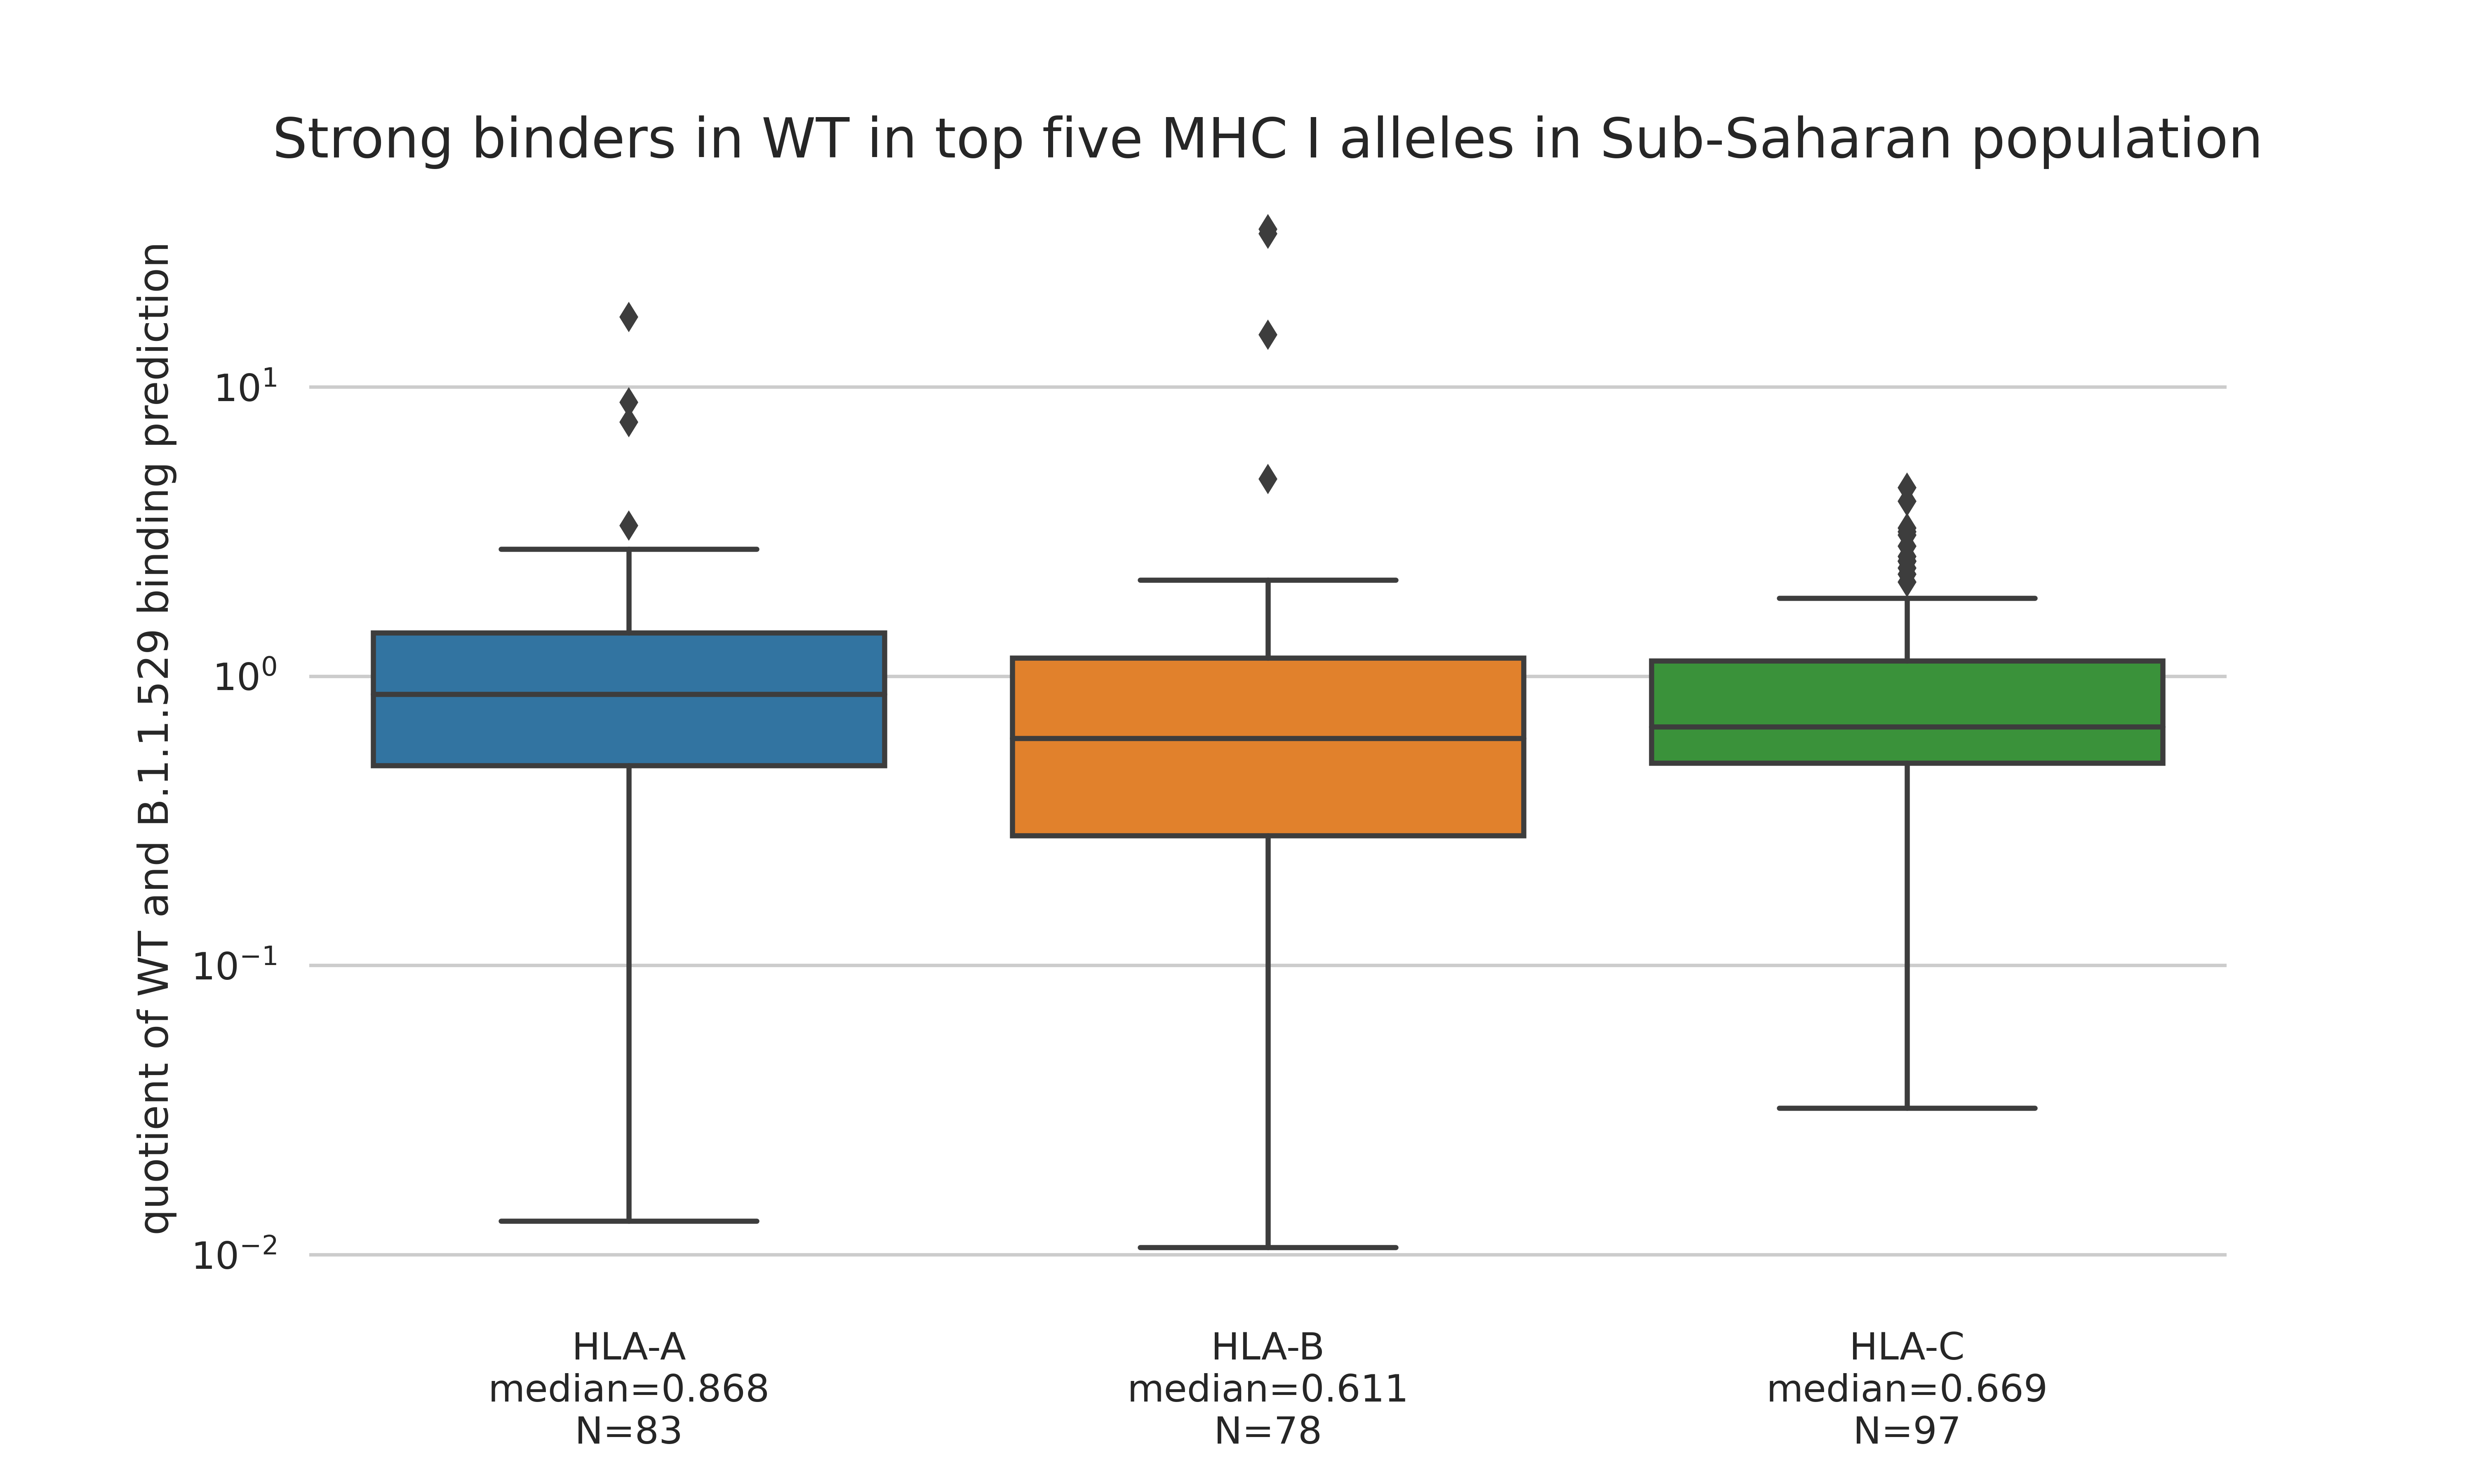 Strong binders in WT in top five MHC I alleles in Sub-Saharan population
quotient of WT and B.1.1.529 binding prediction
10¹
10⁰
10⁻¹
10⁻²
HLA-A
median=0.868
N=83
HLA-B
median=0.611
N=78
HLA-C
median=0.669
N=97